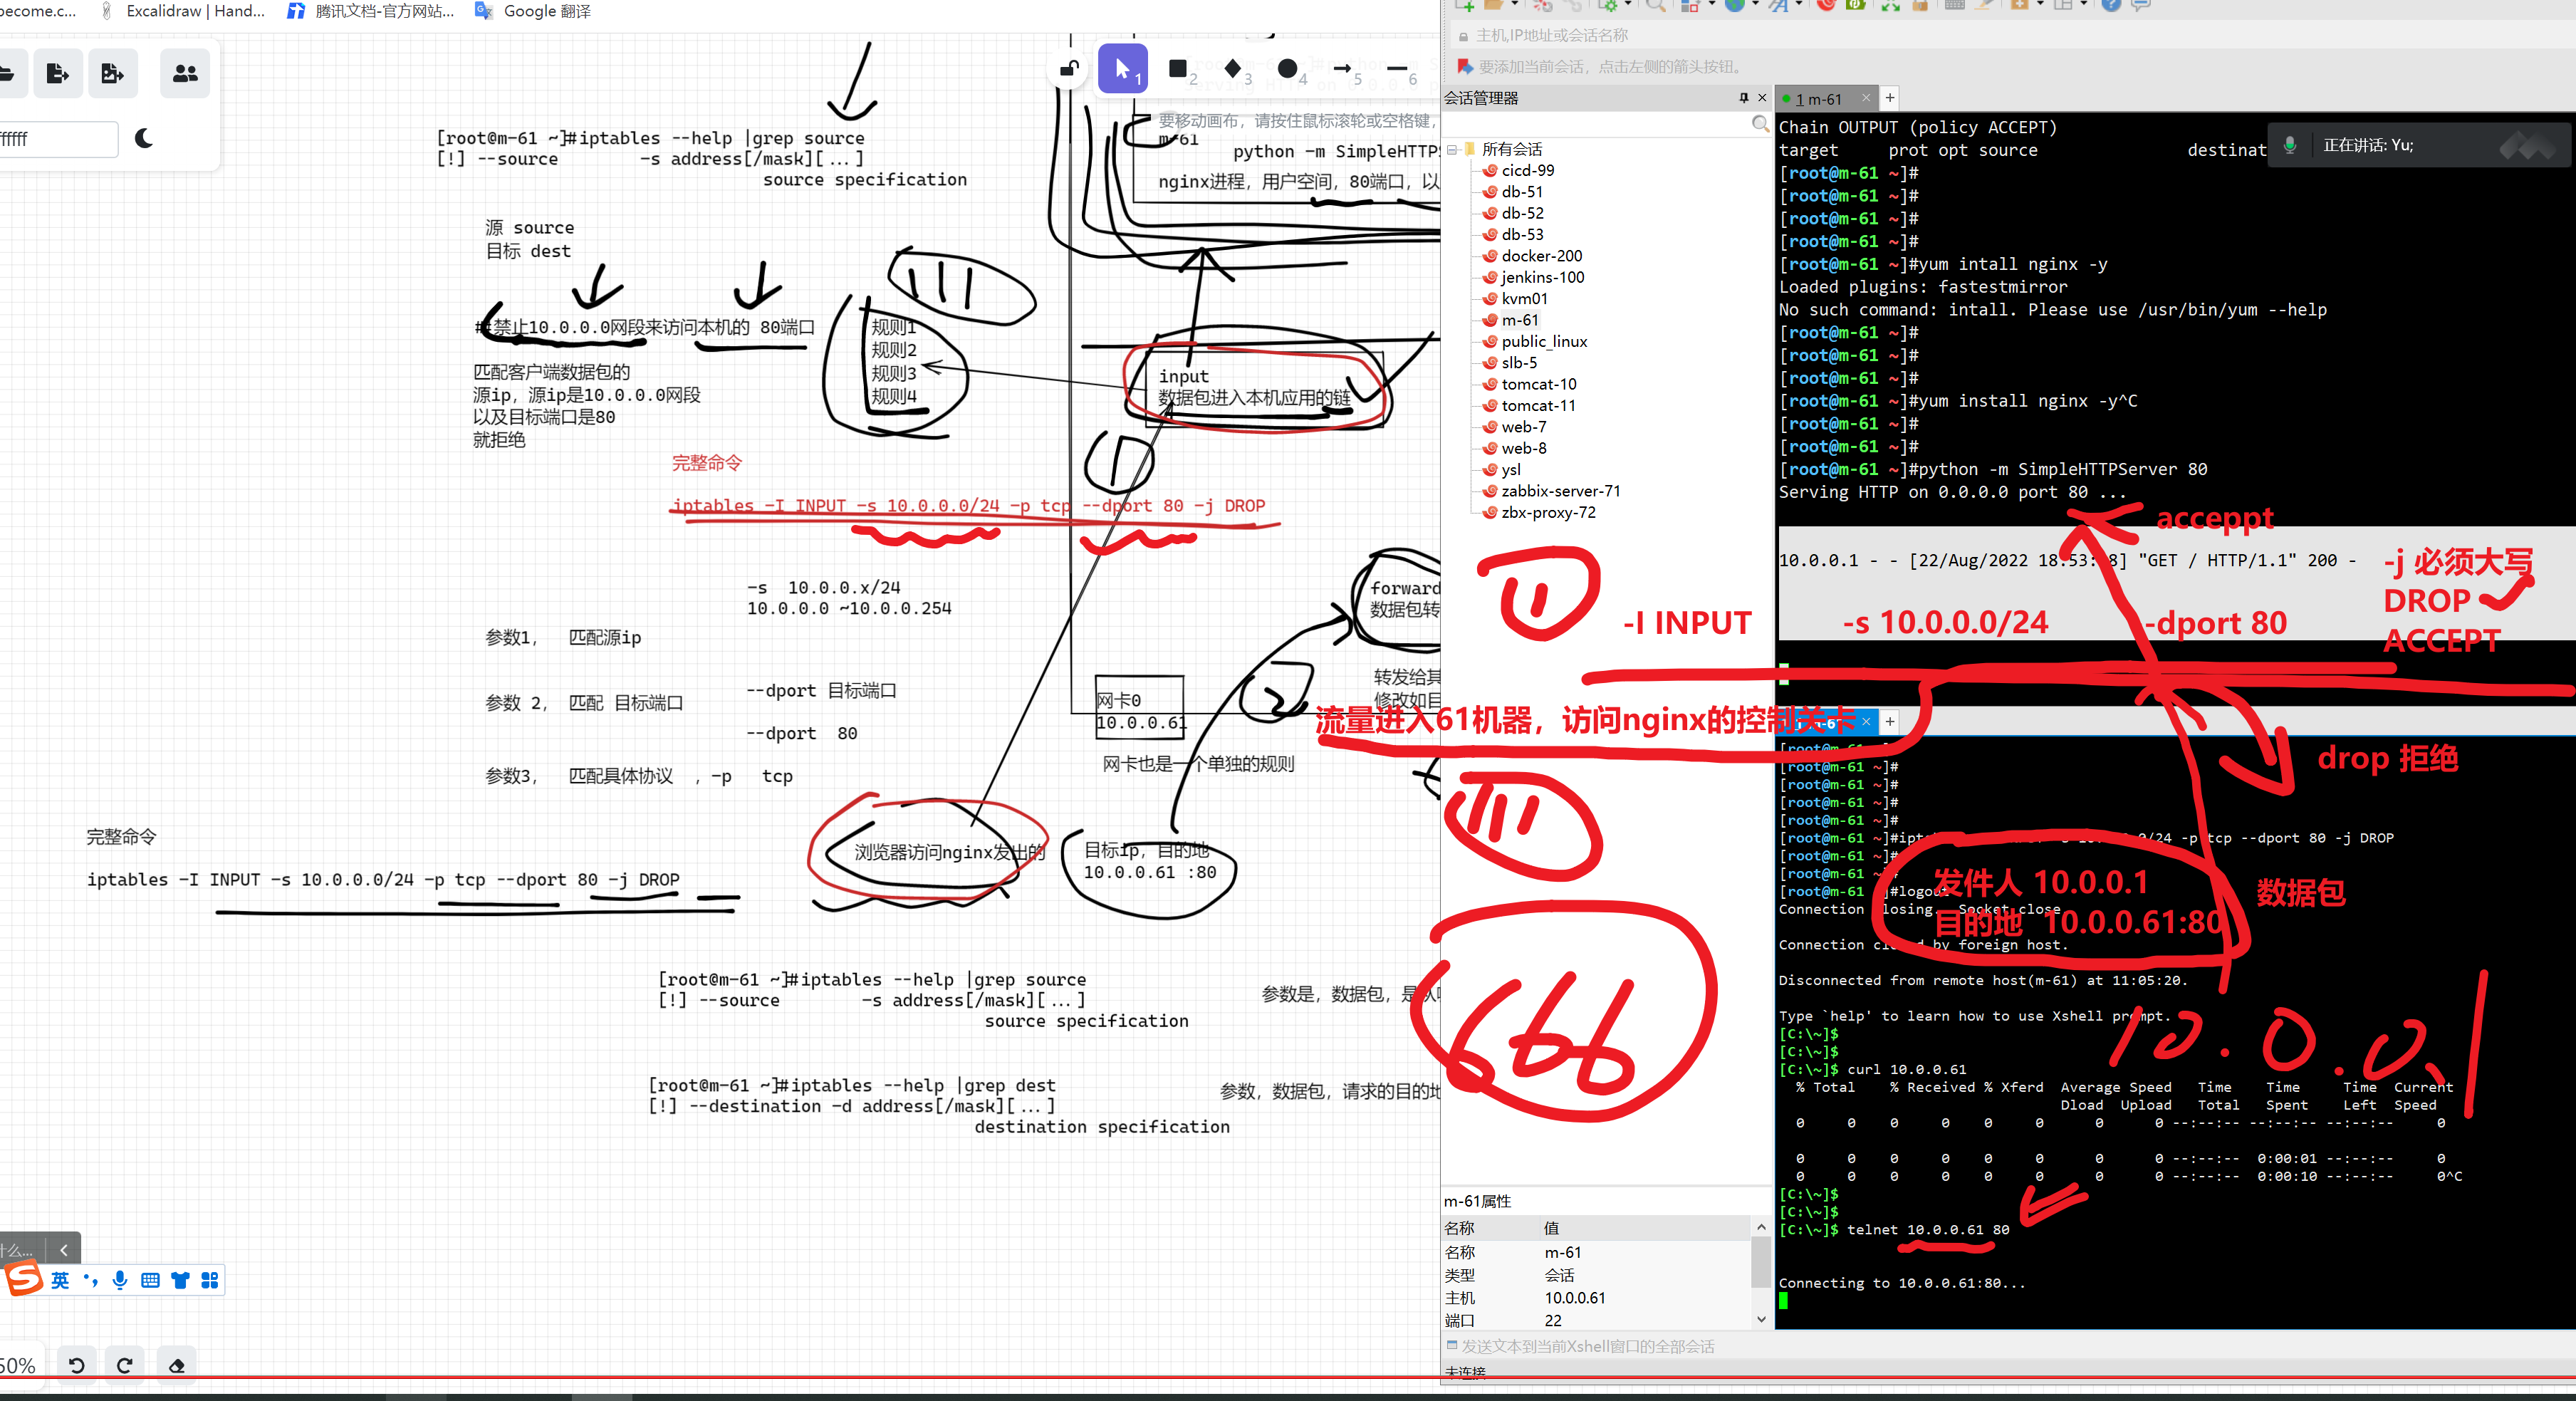 ecome.c...
Excalidraw | Hand...
腾讯文档-官方网站...
Google 翻译
ffffff
1
2
3
4
5
6
要移动画布，请按住鼠标滚轮或空格键，
m-61
python -m SimpleHTTPS
nginx进程，用户空间，80端口，以
[root@m-61 ~]#iptables --help |grep source
[!] --source        -s address[/mask][...]
source specification
源 source
目标 dest
##禁止10.0.0.0网段来访问本机的 80端口
匹配客户端数据包的
源ip，源ip是10.0.0.0网段
以及目标端口是80
就拒绝
规则1
规则2
规则3
规则4
input
数据包进入本机应用的链
完整命令
iptables -I INPUT -s 10.0.0.0/24 -p tcp --dport 80 -j DROP
-s  10.0.0.x/24
10.0.0.0 ~10.0.0.254
参数1，  匹配源ip
--dport 目标端口
参数 2，  匹配 目标端口
--dport  80
参数3，  匹配具体协议  ，-p   tcp
forward
数据包转
转发给其
修改如目
2
网卡0
10.0.0.61
网卡也是一个单独的规则
完整命令
iptables -I INPUT -s 10.0.0.0/24 -p tcp --dport 80 -j DROP
浏览器访问nginx发出的
目标ip，目的地
10.0.0.61 :80
[root@m-61 ~]#iptables --help |grep source
[!] --source        -s address[/mask][...]
source specification
参数是，数据包，是从
[root@m-61 ~]#iptables --help |grep dest
[!] --destination -d address[/mask][...]
destination specification
参数，数据包，请求的目的地
什么...
英
50%
主机,IP地址或会话名称
要添加当前会话，点击左侧的箭头按钮。
会话管理器
所有会话
cicd-99
db-51
db-52
db-53
docker-200
jenkins-100
kvm01
m-61
public_linux
slb-5
tomcat-10
tomcat-11
web-7
web-8
ysl
zabbix-server-71
zbx-proxy-72
-I INPUT
流量进入61机器，访问nginx的控制关卡
666
m-61属性
名称 值
名称 m-61
类型 会话
主机 10.0.0.61
端口 22
发送文本到当前Xshell窗口的全部会话
未连接
1 m-61
正在讲话: Yu;
Chain OUTPUT (policy ACCEPT)
target     prot opt source               destinat
[root@m-61 ~]#
[root@m-61 ~]#
[root@m-61 ~]#
[root@m-61 ~]#
[root@m-61 ~]#yum intall nginx -y
Loaded plugins: fastestmirror
No such command: intall. Please use /usr/bin/yum --help
[root@m-61 ~]#
[root@m-61 ~]#
[root@m-61 ~]#
[root@m-61 ~]#yum install nginx -y^C
[root@m-61 ~]#
[root@m-61 ~]#
[root@m-61 ~]#python -m SimpleHTTPServer 80
Serving HTTP on 0.0.0.0 port 80 ...
acceppt
10.0.0.1 - - [22/Aug/2022 18:53: 8] "GET / HTTP/1.1" 200 -
-j 必须大写
DROP
ACCEPT
-s 10.0.0.0/24
-dport 80
drop 拒绝
[root@m-61 ~]#
[root@m-61 ~]#
[root@m-61 ~]#
[root@m-61 ~]#
[root@m-61 ~]#
[root@m-61 ~]#ipt 0/24 -p tcp --dport 80 -j DROP
[root@m-61 ~]#
[root@m-61 ~]#
[root@m-61 ]#logout
Connection closing...Socket close.
发件人 10.0.0.1
目的地 10.0.0.61:80
数据包
Connection closed by foreign host.
Disconnected from remote host(m-61) at 11:05:20.
Type `help' to learn how to use Xshell prompt.
10.0.0.1
[C:\~]$
[C:\~]$
[C:\~]$ curl 10.0.0.61
% Total    % Received % Xferd  Average Speed   Time    Time     Time  Current
Dload  Upload   Total   Spent    Left  Speed
0     0    0     0    0     0      0      0 --:--:-- --:--:-- --:--:--     0
0     0    0     0    0     0      0      0 --:--:--  0:00:01 --:--:--     0
0     0    0     0    0     0      0      0 --:--:--  0:00:10 --:--:--     0^C
[C:\~]$
[C:\~]$
[C:\~]$ telnet 10.0.0.61 80
Connecting to 10.0.0.61:80...